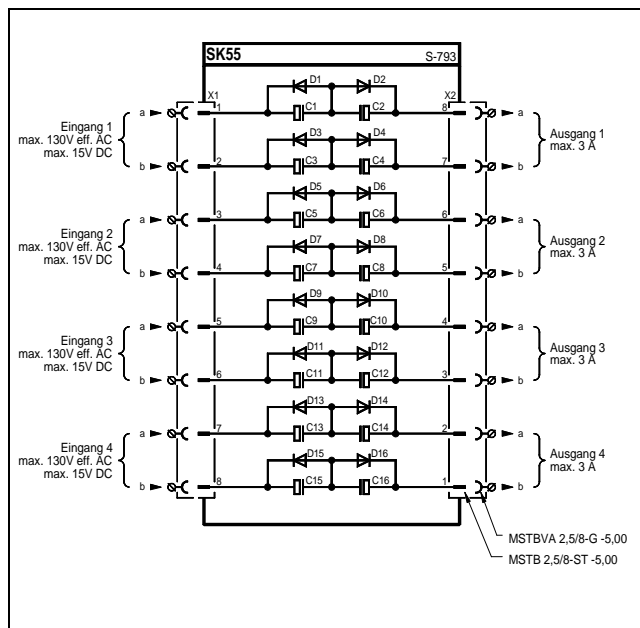 SK55 S-793
X1 D1 D2 X2
a 1 C1 C2 8 a
Eingang 1
max. 130V eff. AC
max. 15V DC
Ausgang 1
max. 3 A
D3 D4
b 2 C3 C4 7 b
D5 D6
a 3 C5 C6 6 a
Eingang 2
max. 130V eff. AC
max. 15V DC
Ausgang 2
max. 3 A
D7 D8
b 4 C7 C8 5 b
D9 D10
a 5 C9 C10 4 a
Eingang 3
max. 130V eff. AC
max. 15V DC
Ausgang 3
max. 3 A
D11 D12
b 6 C11 C12 3 b
D13 D14
a 7 C13 C14 2 a
Eingang 4
max. 130V eff. AC
max. 15V DC
Ausgang 4
max. 3 A
D15 D16
b 8 C15 C16 1 b
MSTBVA 2,5/8-G -5,00
MSTB 2,5/8-ST -5,00